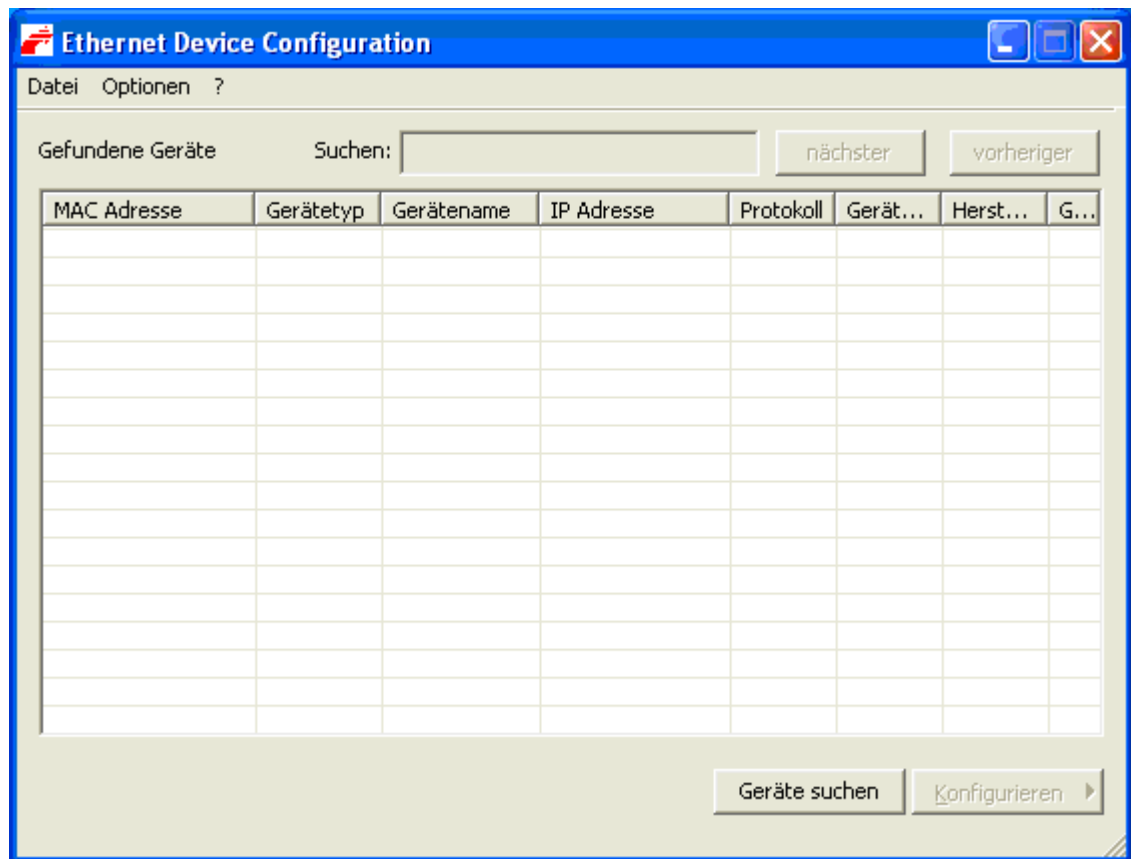 Ethernet Device Configuration
Datei Optionen ?
Gefundene Geräte Suchen: nächster vorheriger
MAC Adresse Gerätetyp Gerätename IP Adresse Protokoll Gerät... Herst... G...
Geräte suchen Konfigurieren